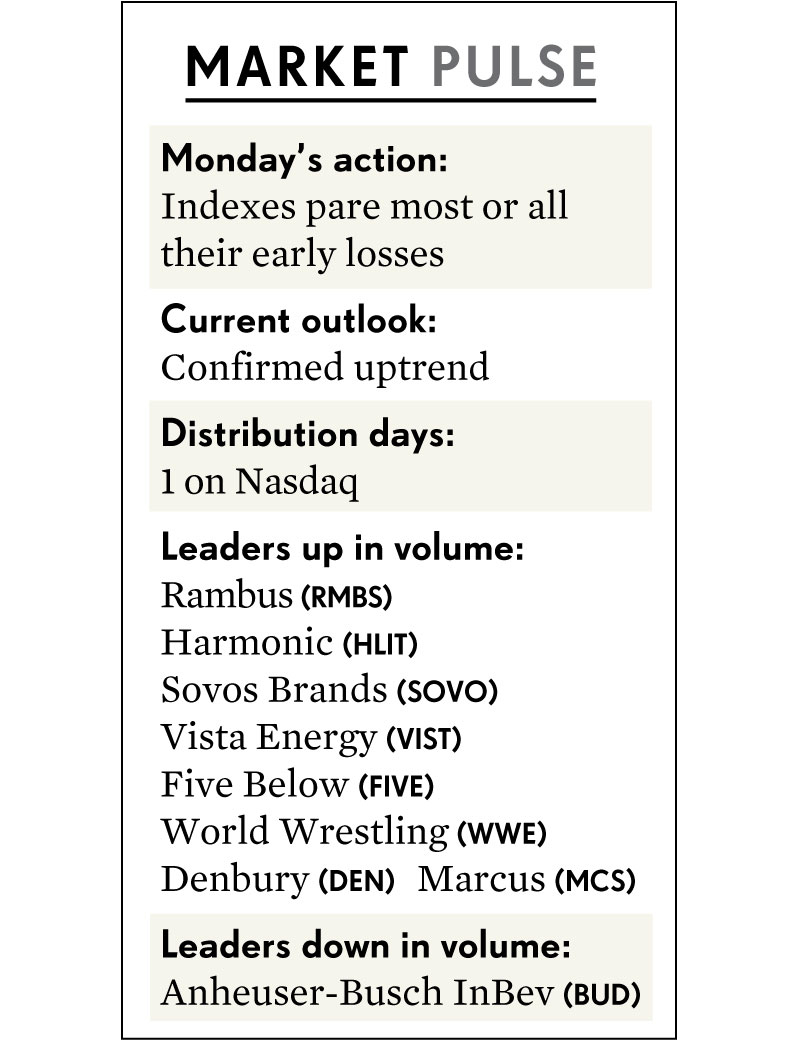 MARKET PULSE
Monday’s action:
Indexes pare most or all
their early losses
Current outlook:
Confirmed uptrend
Distribution days:
1 on Nasdaq
Leaders up in volume:
Rambus (RMBS)
Harmonic (HLIT)
Sovos Brands (SOVO)
Vista Energy (VIST)
Five Below (FIVE)
World Wrestling (WWE)
Denbury (DEN) Marcus (MCS)
Leaders down in volume:
Anheuser-Busch InBev (BUD)